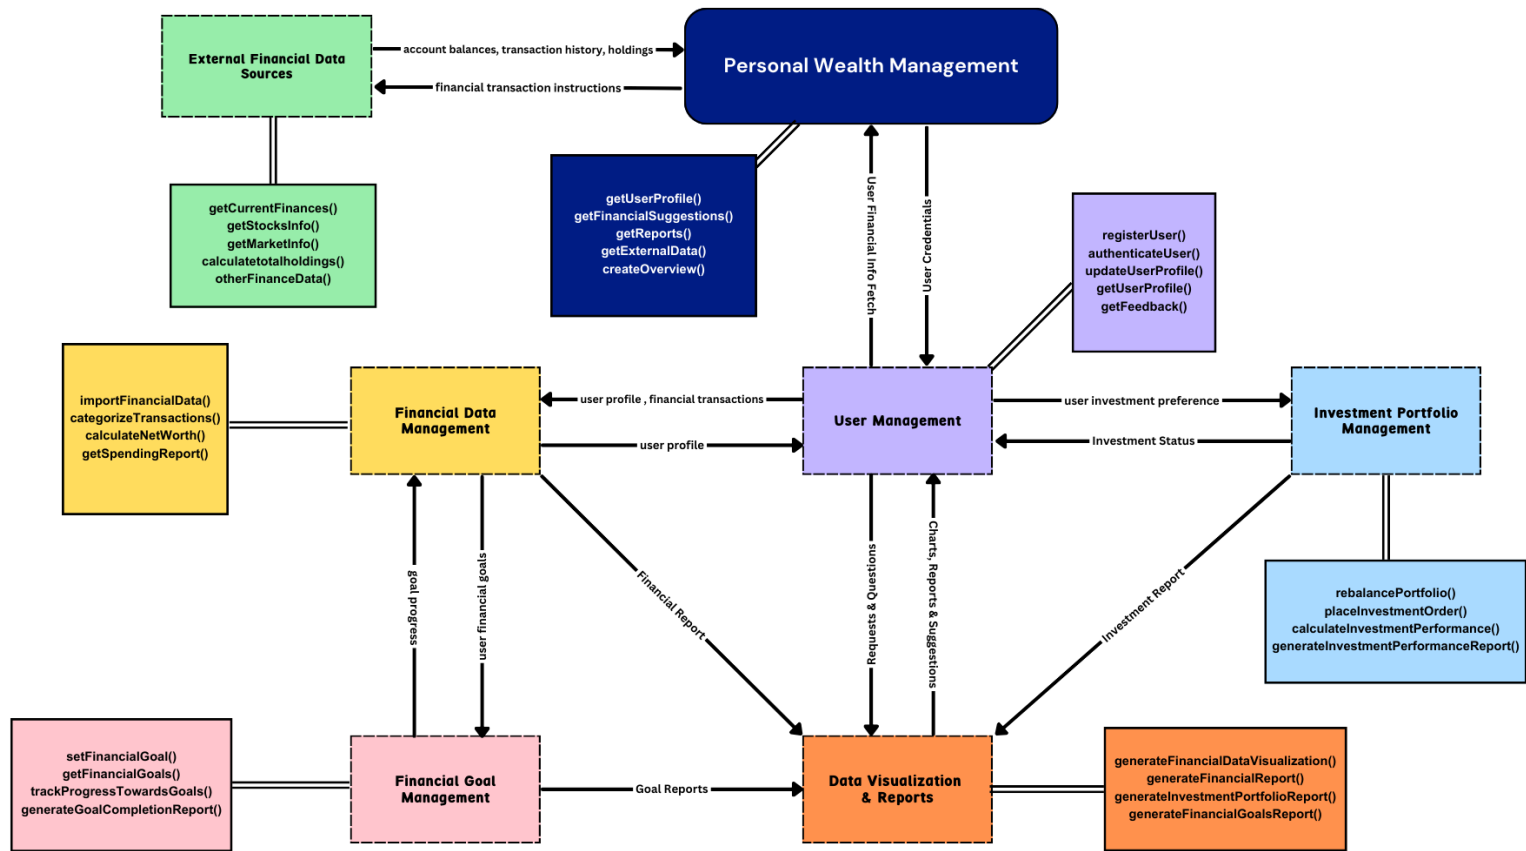 External Financial Data
Sources
account balances, transaction history, holdings
financial transaction instructions
Personal Wealth Management
getCurrentFinances()
getStocksInfo()
getMarketInfo()
calculatetotalholdings()
otherFinanceData()
getUserProfile()
getFinancialSuggestions()
getReports()
getExternalData()
createOverview()
User Financial Info Fetch
User Credentials
registerUser()
authenticateUser()
updateUserProfile()
getUserProfile()
getFeedback()
importFinancialData()
categorizeTransactions()
calculateNetWorth()
getSpendingReport()
Financial Data
Management
user profile , financial transactions
user profile
User Management
user investment preference
Investment Status
Investment Portfolio
Management
goal progress
user financial goals
Financial Report
Requests & Questions
Charts, Reports & Suggestions
Investment Report
rebalancePortfolio()
placeInvestmentOrder()
calculateInvestmentPerformance()
generateInvestmentPerformanceReport()
setFinancialGoal()
getFinancialGoals()
trackProgressTowardsGoals()
generateGoalCompletionReport()
Financial Goal
Management
Goal Reports
Data Visualization
& Reports
generateFinancialDataVisualization()
generateFinancialReport()
generateInvestmentPortfolioReport()
generateFinancialGoalsReport()